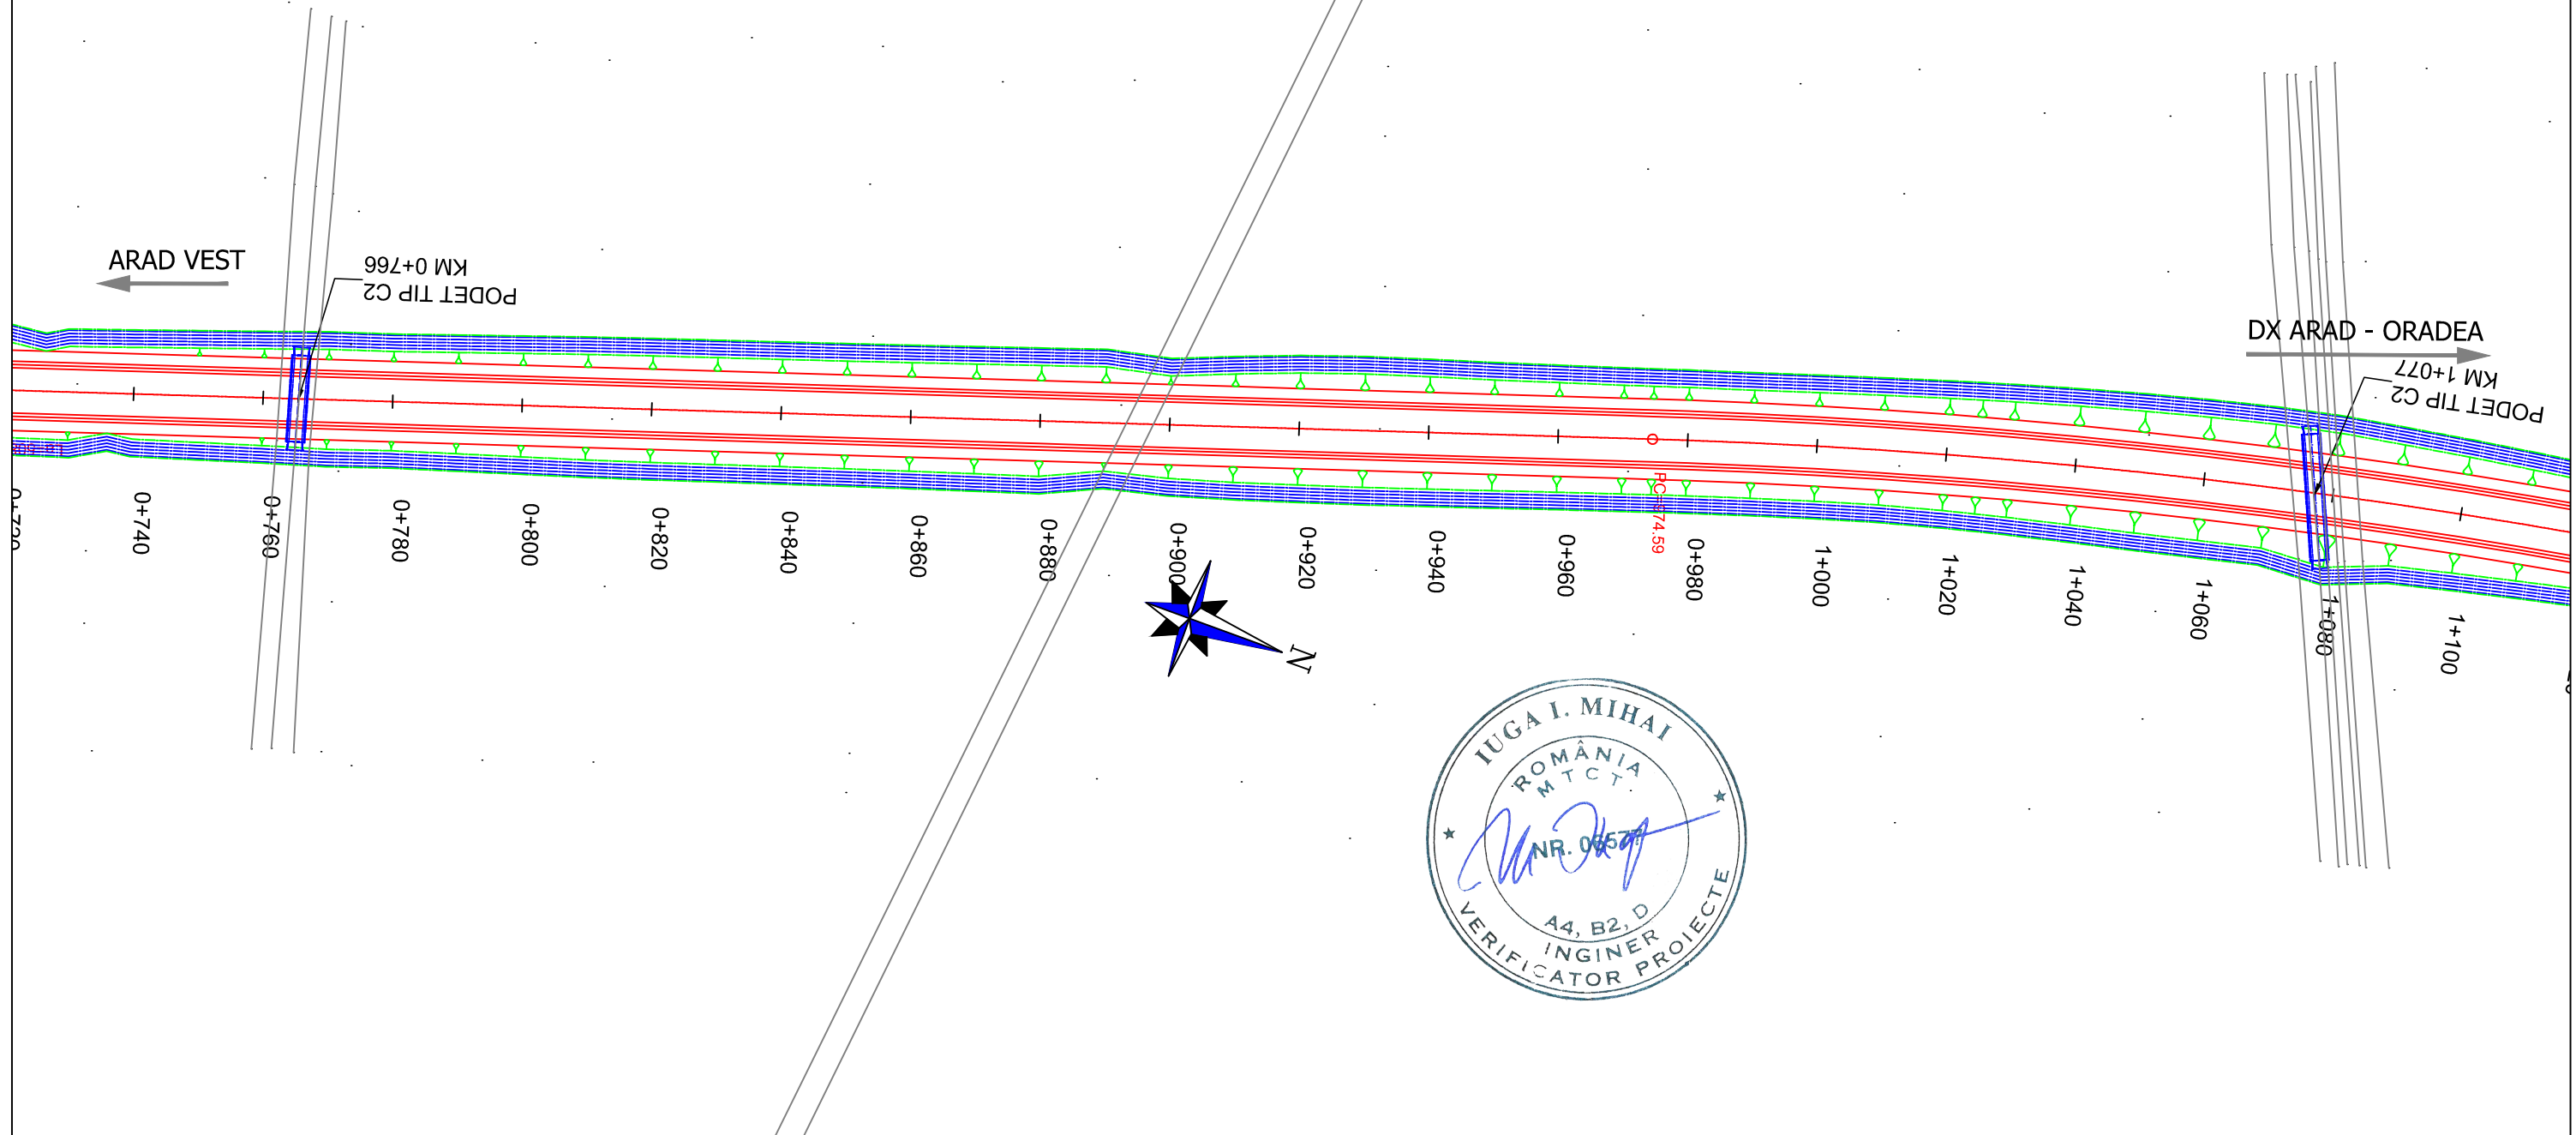 ARAD VEST
KM 0+766
PODET TIP C2
DX ARAD - ORADEA
KM 1+077
PODET TIP C2
0+740
0+760
0+780
0+800
0+820
0+840
0+860
0+880
0+900
0+920
0+940
0+960
0+980
1+000
1+020
1+040
1+060
1+080
1+100
N
IUGA I. MIHAI
ROMÂNIA
M T C T
A4, B2, D
INGINER
VERIFICATOR PROIECTE